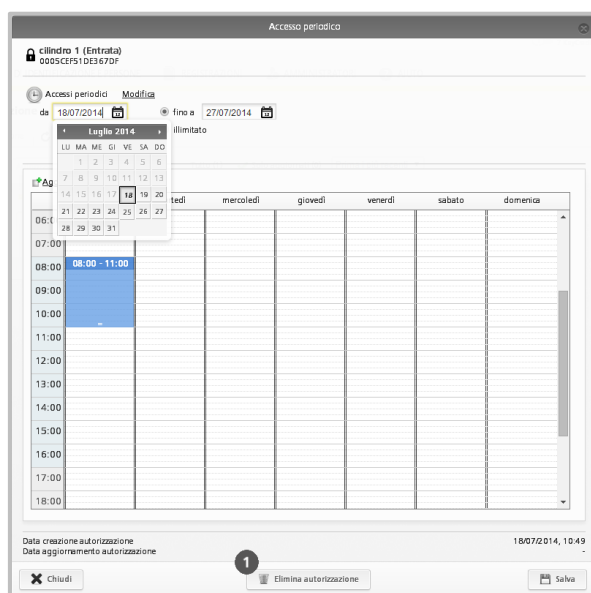 Accesso periodico
cilindro 1 (Entrata)
0005CEF51DE367DF
Accessi periodici Modifica
da 18/07/2014 fino a 27/07/2014
illimitato
Luglio 2014
LU MA ME GI VE SA DO
1 2 3 4 5 6
7 8 9 10 11 12 13
14 15 16 17 18 19 20
21 22 23 24 25 26 27
28 29 30 31
mercoledì giovedì venerdì sabato domenica
07:00
08:00 08:00 - 11:00
09:00
10:00
11:00
12:00
13:00
14:00
15:00
16:00
17:00
18:00
Data creazione autorizzazione 18/07/2014, 10:49
Data aggiornamento autorizzazione -
1
Chiudi Elimina autorizzazione Salva